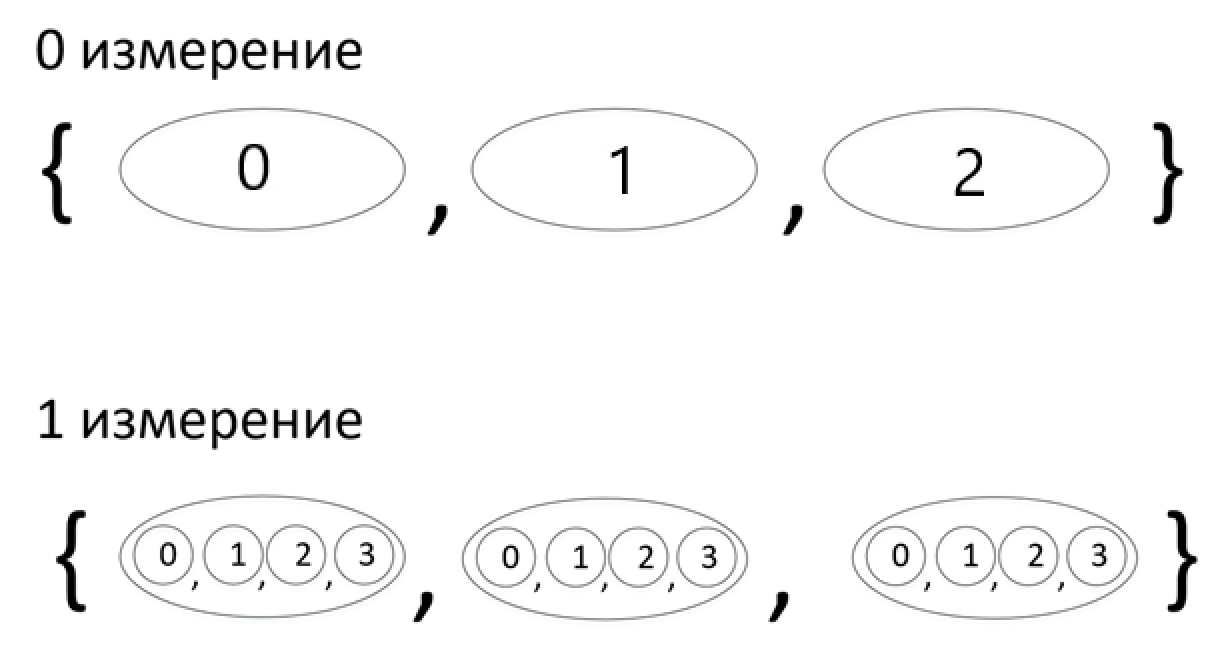 0 измерение
{ 0 , 1 , 2 }
1 измерение
{ 0 , 1 , 2 , 3 , 0 , 1 , 2 , 3 , 0 , 1 , 2 , 3 }